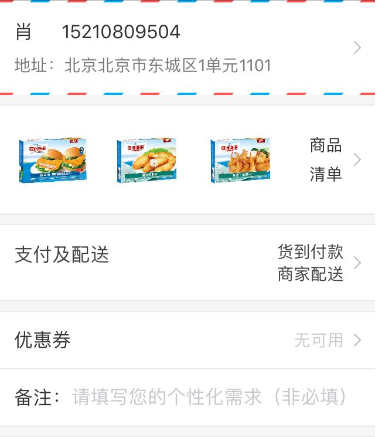 肖 15210809504
地址：北京北京市东城区1单元1101
商品
清单
支付及配送
货到付款
商家配送
优惠券
无可用
备注：请填写您的个性化需求（非必填）